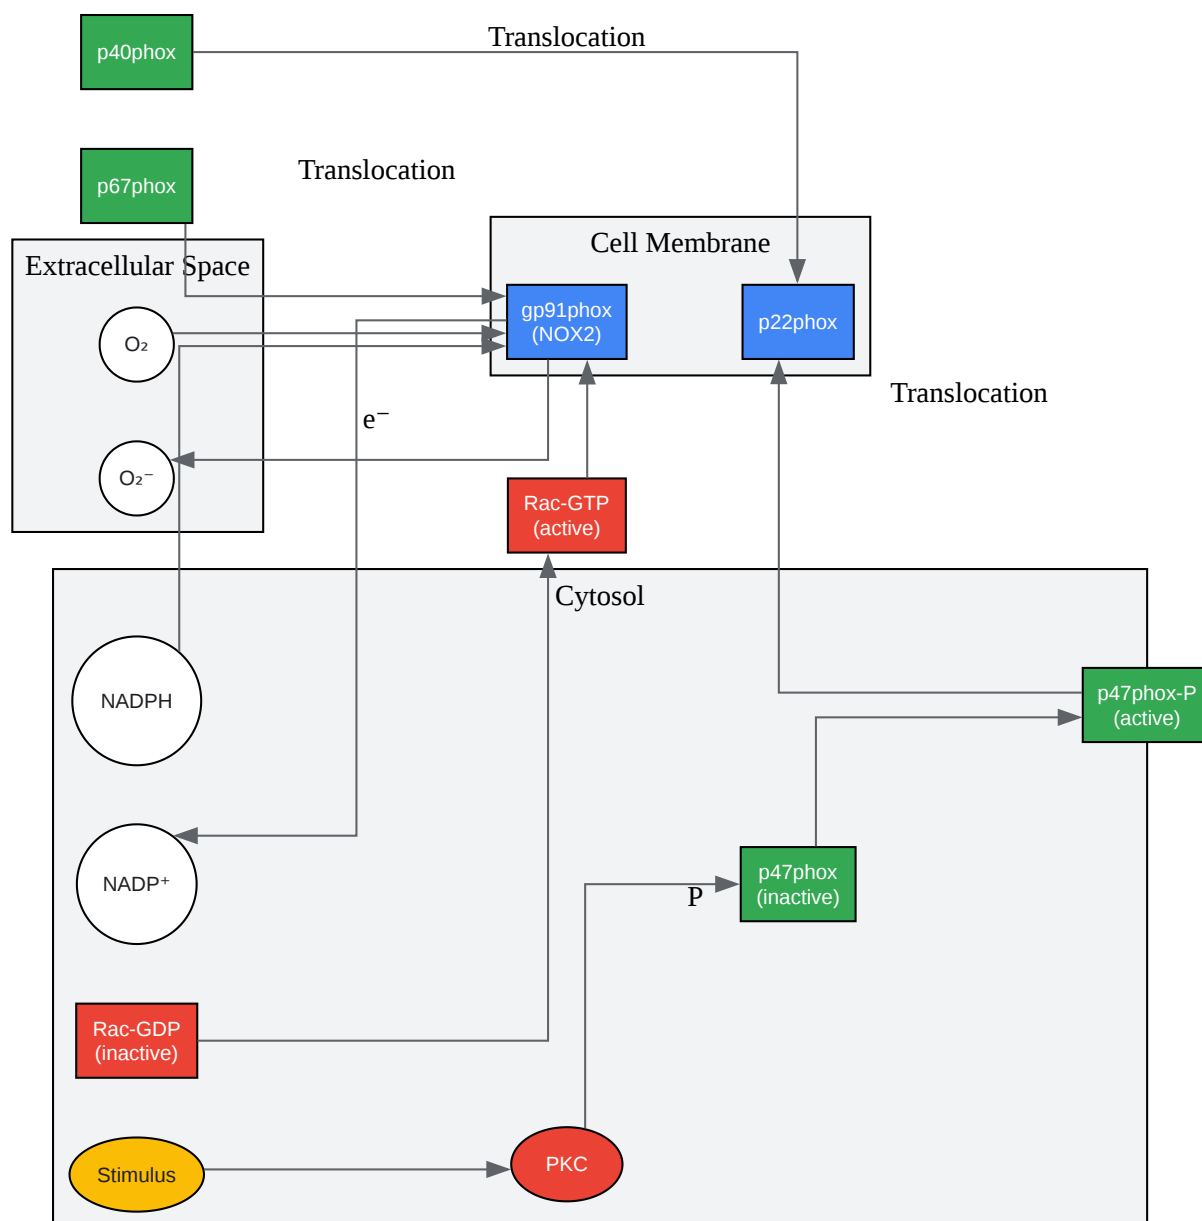 Translocation
p40phox
Translocation
p67phox
Cell Membrane
Extracellular Space
gp91phox
(NOX2)
p22phox
O₂
Translocation
e⁻
O₂⁻
Rac-GTP
(active)
Cytosol
NADPH
p47phox-P
(active)
p47phox
(inactive)
NADP⁺
P
Rac-GDP
(inactive)
Stimulus
PKC